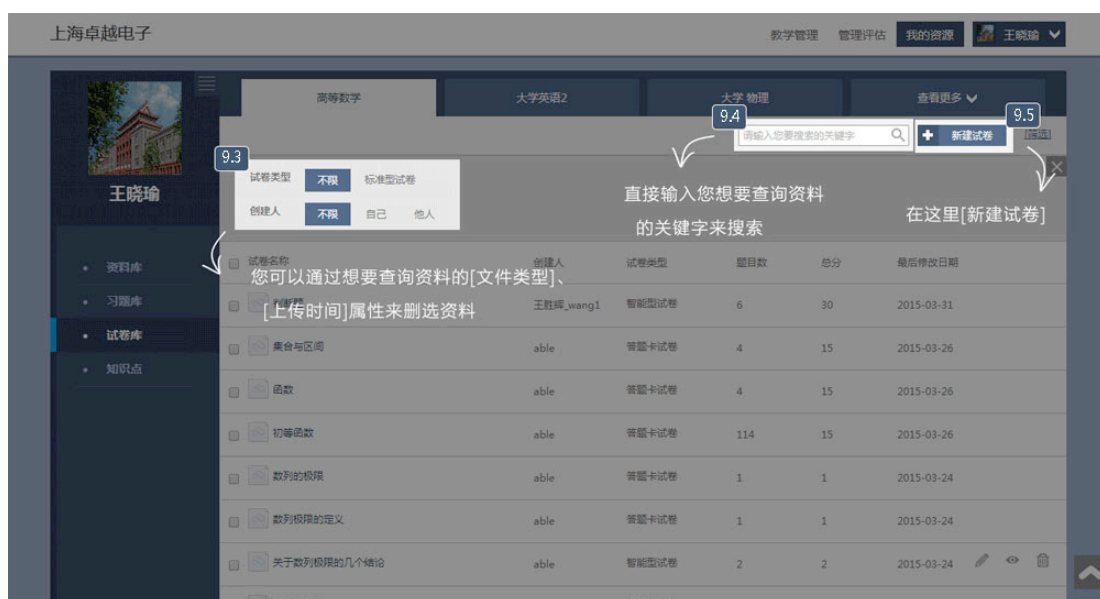 上海卓越电子
教学管理 管理评估 我的资源 王晓瑜
高等数学 大学英语2 大学 物理 查看更多
9.4 9.5
请输入您要搜索的关键字 新建试卷 [筛选]
9.3
试卷类型 不限 标准型试卷
创建人 不限 自己 他人
王晓瑜
直接输入您想要查询资料
的关键字来搜索
在这里[新建试卷]
资料库
习题库
试卷库
知识点
试卷名称 创建人 试卷类型 题目数 总分 最后修改日期
您可以通过想要查询资料的[文件类型]、
[上传时间]属性来删选资料
王胜辉_wang1 智能型试卷 6 30 2015-03-31
集合与区间 able 答题卡试卷 4 15 2015-03-26
函数 able 答题卡试卷 4 15 2015-03-26
初等函数 able 答题卡试卷 114 15 2015-03-26
数列的极限 able 答题卡试卷 1 1 2015-03-24
数列极限的定义 able 答题卡试卷 1 1 2015-03-24
关于数列极限的几个结论 able 智能型试卷 2 2 2015-03-24